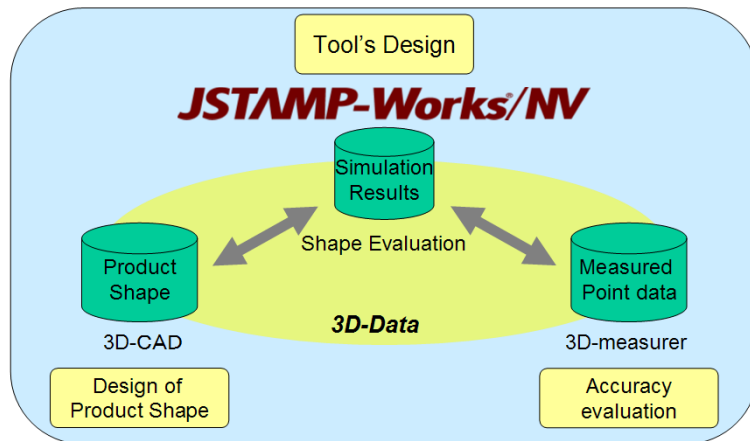 Tool's Design
JSTAMP-Works®/NV
Simulation
Results
Shape Evaluation
Product
Shape
Measured
Point data
3D-Data
3D-CAD
3D-measurer
Design of
Product Shape
Accuracy
evaluation